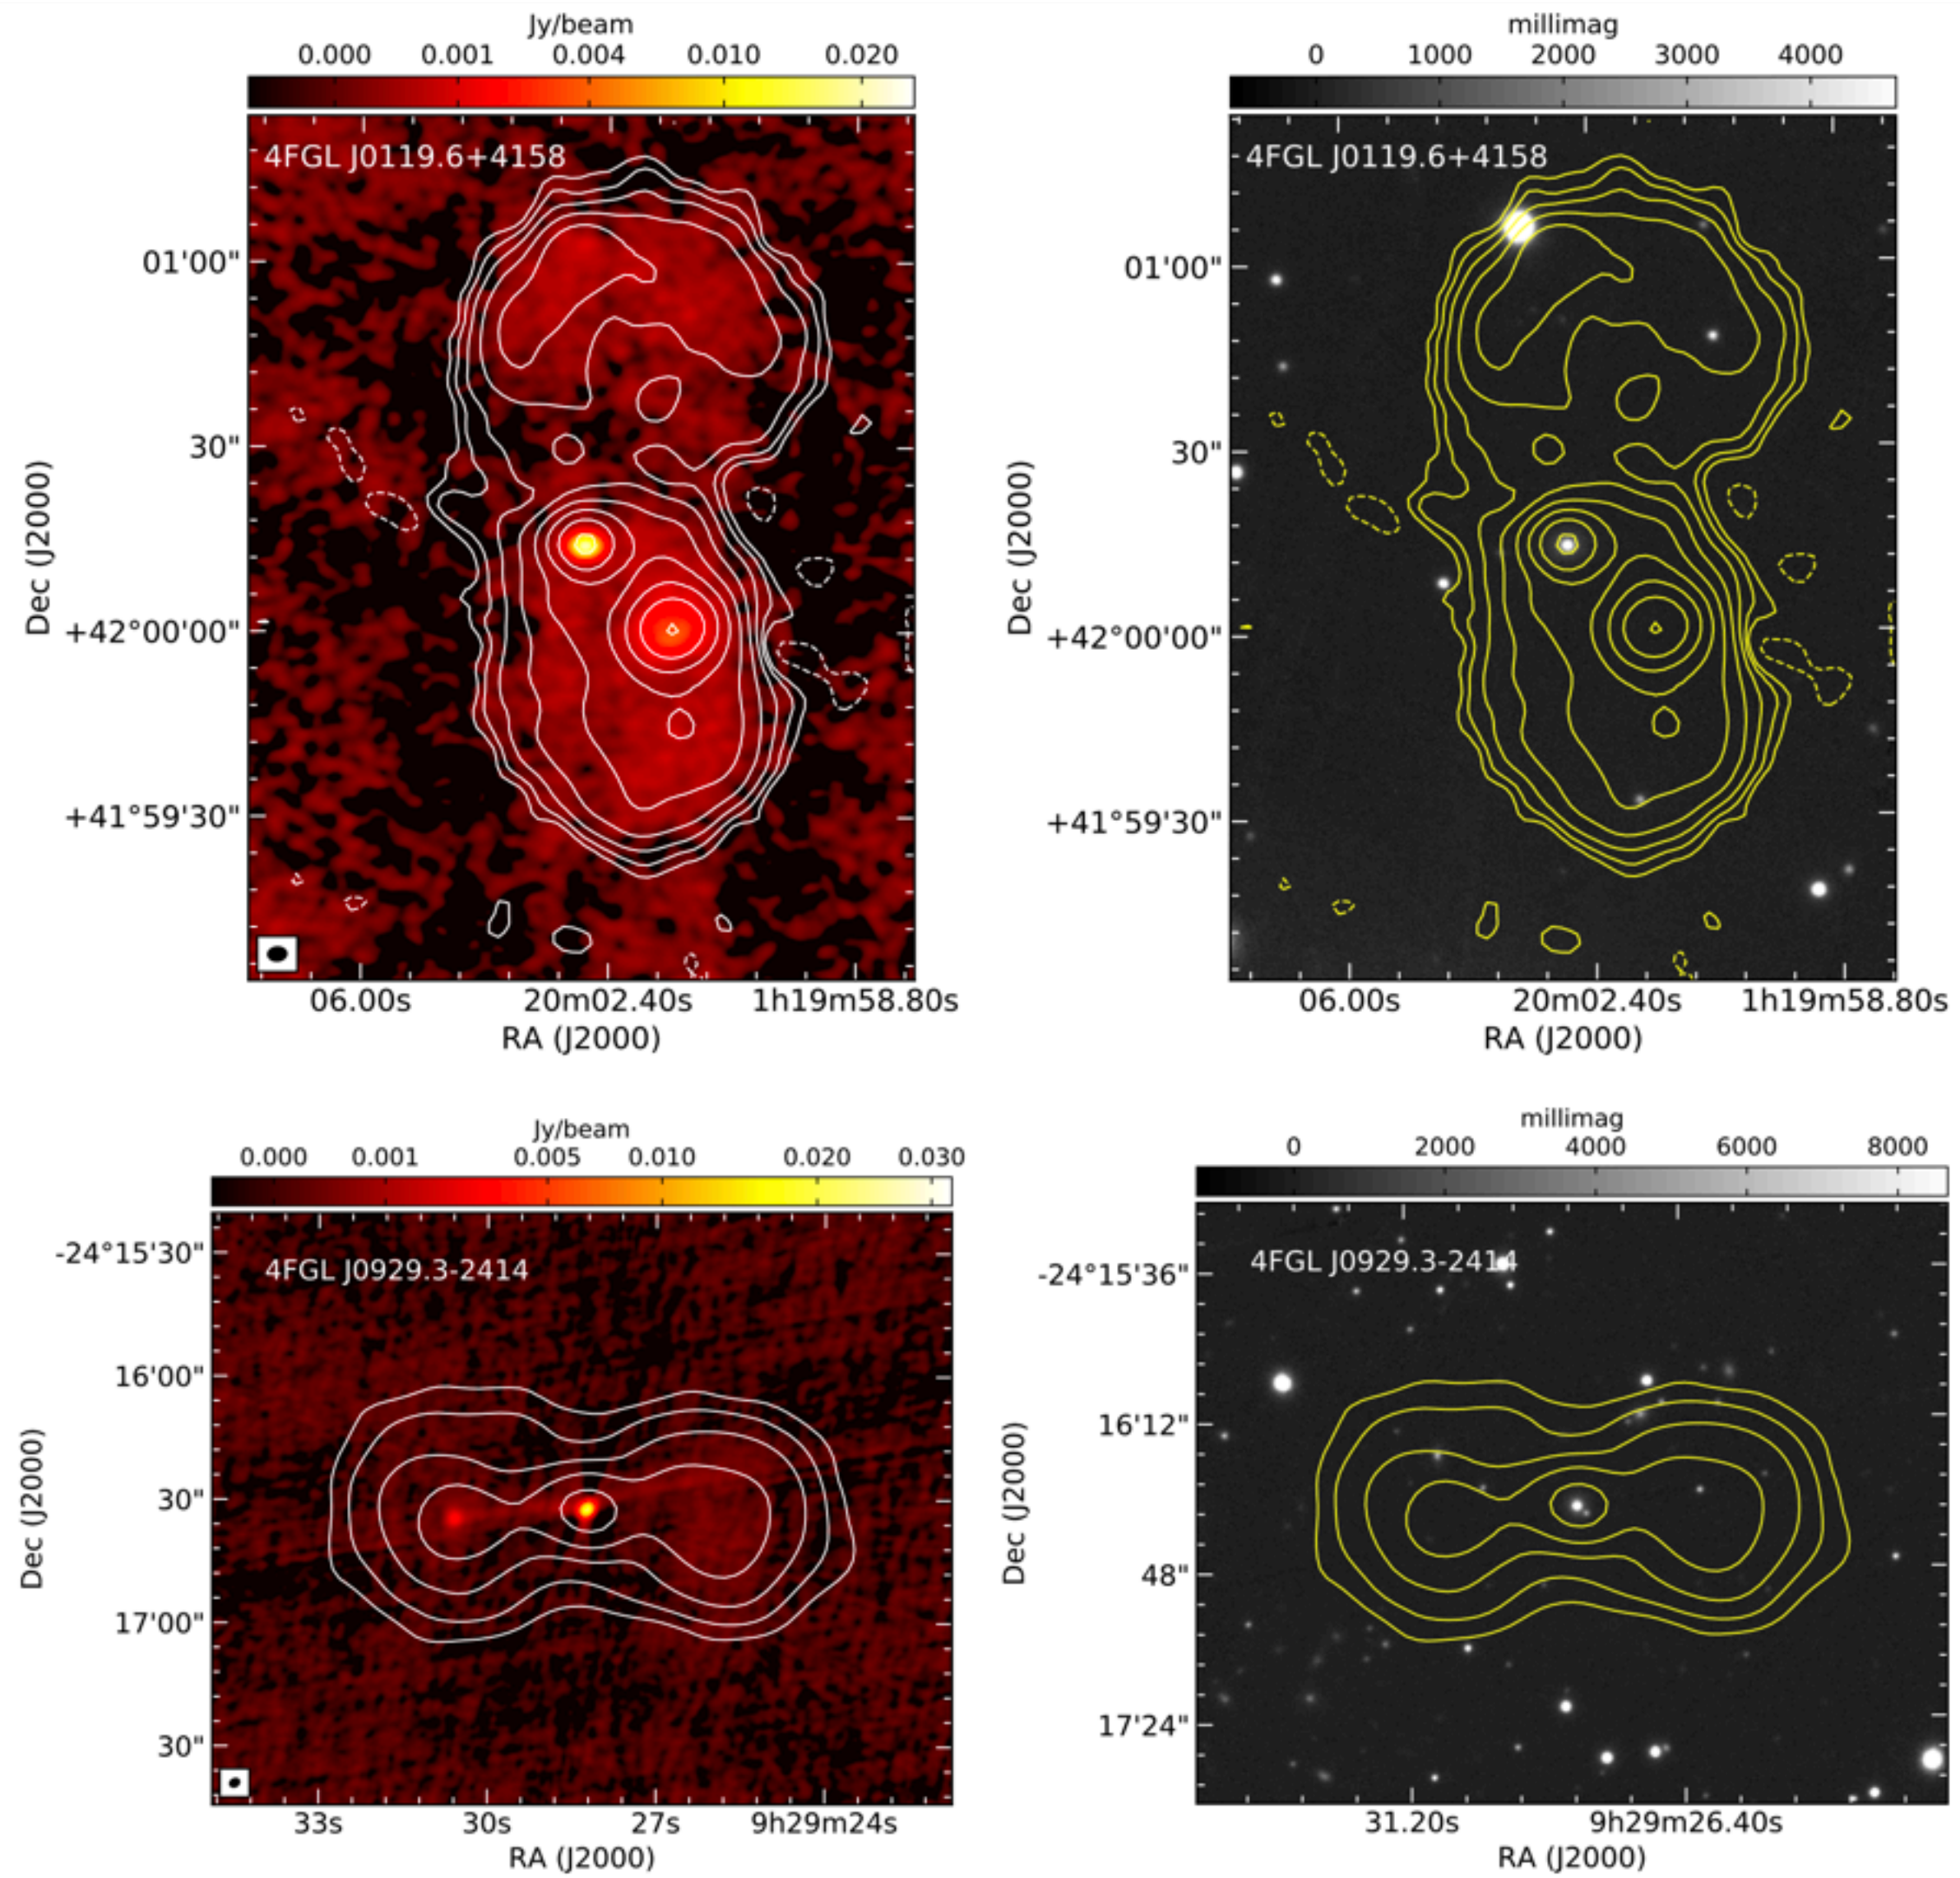 Jy/beam
0.000 0.001 0.004 0.010 0.020
4FGL J0119.6+4158
01'00"
30"
+42°00'00"
+41°59'30"
Dec (J2000)
06.00s 20m02.40s 1h19m58.80s
RA (J2000)
millimag
0 1000 2000 3000 4000
4FGL J0119.6+4158
01'00"
30"
+42°00'00"
+41°59'30"
Dec (J2000)
06.00s 20m02.40s 1h19m58.80s
RA (J2000)
Jy/beam
0.000 0.001 0.005 0.010 0.020 0.030
4FGL J0929.3-2414
-24°15'30"
16'00"
30"
17'00"
30"
Dec (J2000)
33s 30s 27s 9h29m24s
RA (J2000)
millimag
0 2000 4000 6000 8000
4FGL J0929.3-2414
-24°15'36"
16'12"
48"
17'24"
Dec (J2000)
31.20s 9h29m26.40s
RA (J2000)